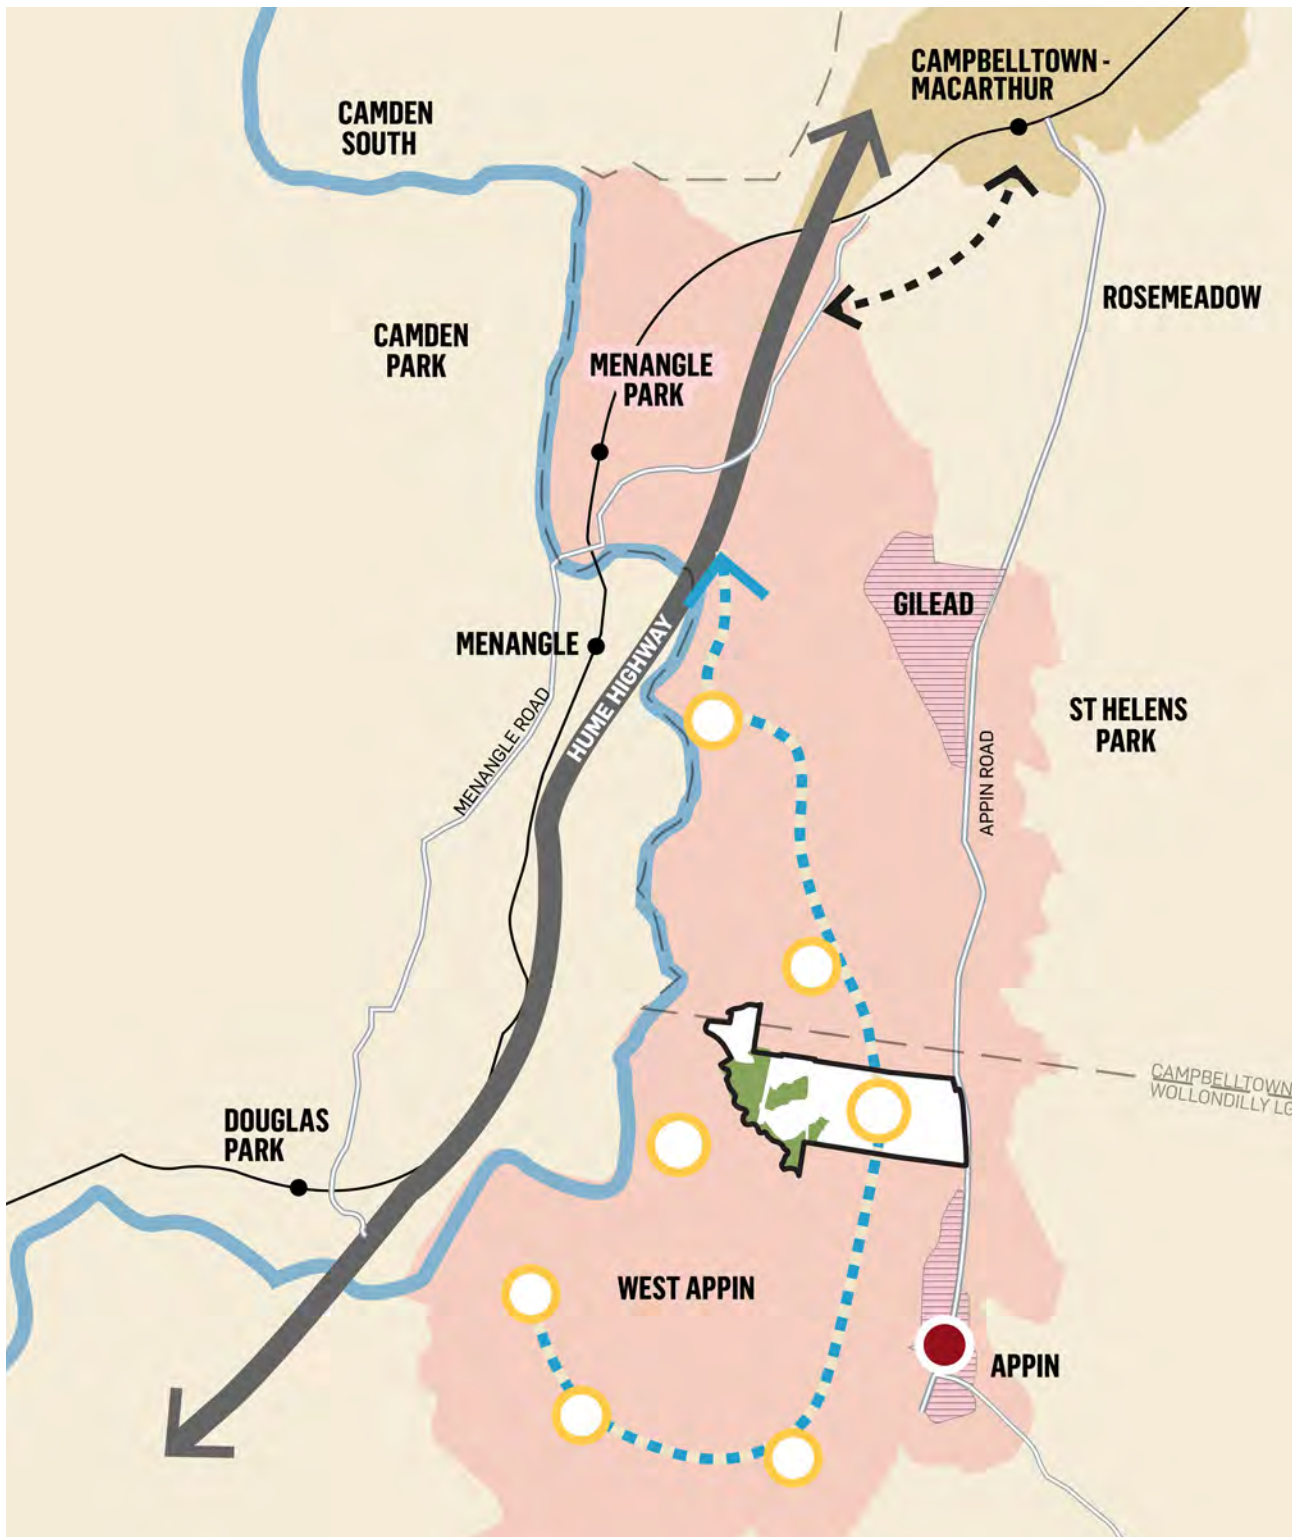 CAMPBELLTOWN -
MACARTHUR
CAMDEN
SOUTH
ROSEMEADOW
CAMDEN
PARK
MENANGLE
PARK
GILEAD
MENANGLE
HUME HIGHWAY
MENANGLE ROAD
ST HELENS
PARK
APPIN ROAD
CAMPBELLTOWN
WOLLONDILLY LG
DOUGLAS
PARK
WEST APPIN
APPIN